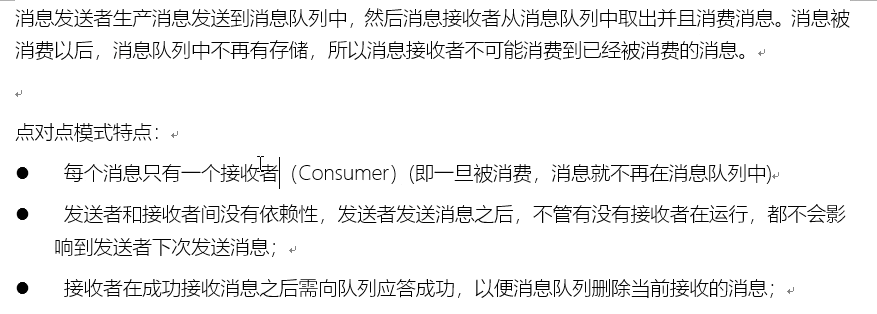 消息发送者生产消息发送到消息队列中，然后消息接收者从消息队列中取出并且消费消息。消息被
消费以后，消息队列中不再有存储，所以消息接收者不可能消费到已经被消费的消息。
点对点模式特点：
● 每个消息只有一个接收者（Consumer）(即一旦被消费，消息就不再在消息队列中)
● 发送者和接收者间没有依赖性，发送者发送消息之后，不管有没有接收者在运行，都不会影
响到发送者下次发送消息；
● 接收者在成功接收消息之后需向队列应答成功，以便消息队列删除当前接收的消息；